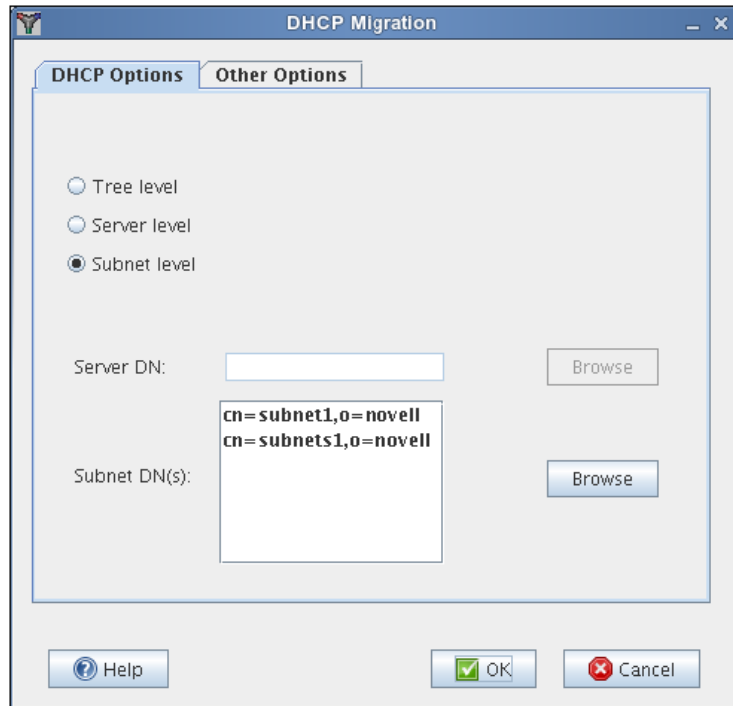 DHCP Migration
DHCP Options
Other Options
Tree level
Server level
Subnet level
Server DN:
Browse
cn=subnet1,o=novell
cn=subnets1,o=novell
Subnet DN(s):
Browse
Help
OK
Cancel